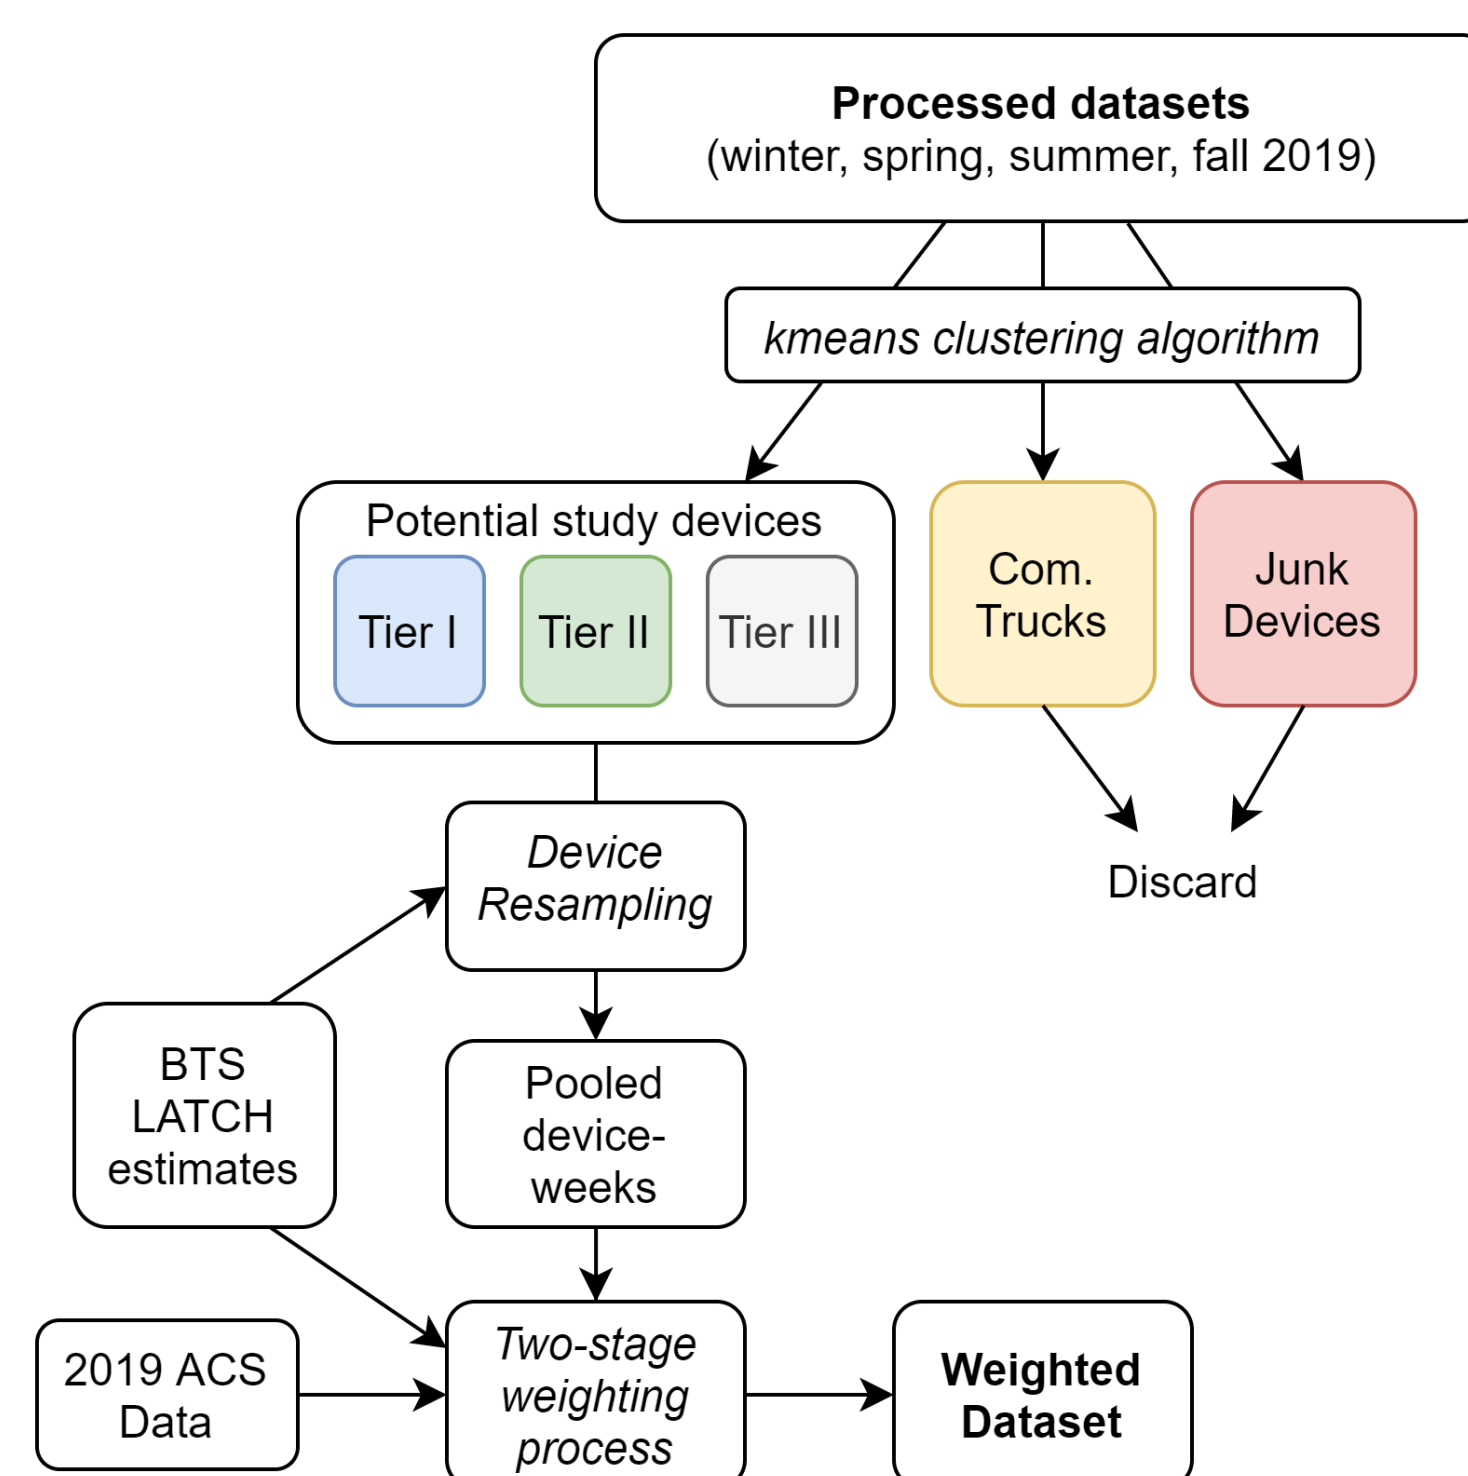 Processed datasets
(winter, spring, summer, fall 2019)
kmeans clustering algorithm
Potential study devices
Tier I
Tier II
Tier III
Com.
Trucks
Junk
Devices
Device
Resampling
Discard
BTS
LATCH
estimates
Pooled
device-
weeks
2019 ACS
Data
Two-stage
weighting
process
Weighted
Dataset